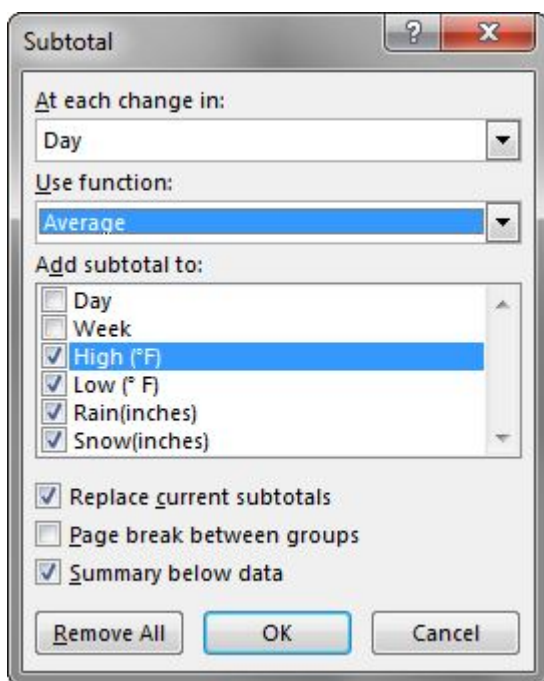 Subtotal
?
At each change in:
Day
Use function:
Average
Add subtotal to:
Day
Week
High (°F)
Low (° F)
Rain(inches)
Snow(inches)
Replace current subtotals
Page break between groups
Summary below data
Remove All OK Cancel